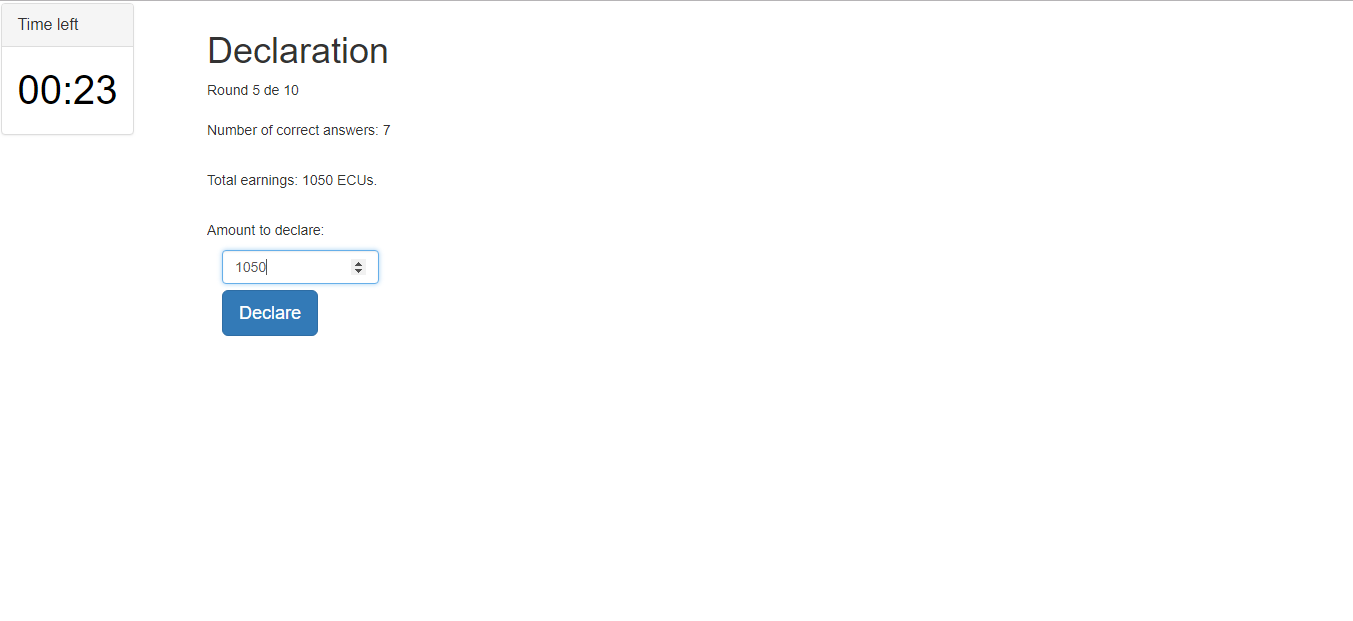 Time left
00:23
Declaration
Round 5 de 10
Number of correct answers: 7
Total earnings: 1050 ECUs.
Amount to declare:
1050
Declare